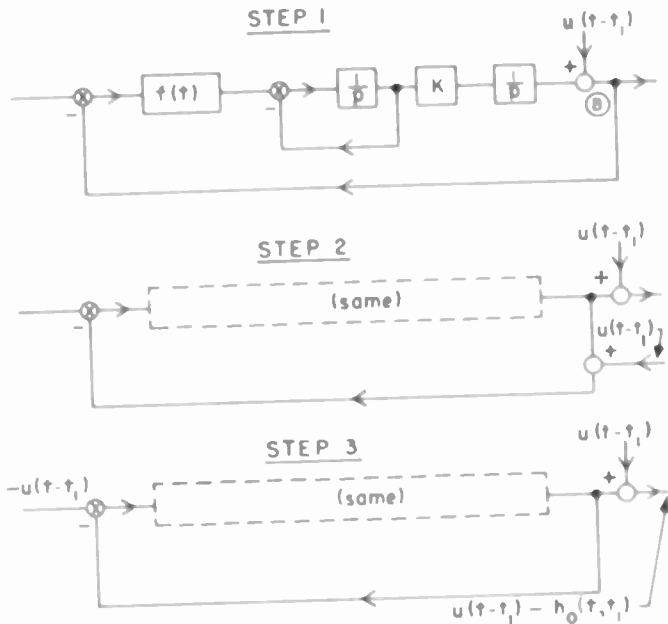 STEP 1
u(t-t₁)
+
t(t)
1/p
K
1/p
B
-
-
STEP 2
u(t-t₁)
+
(same)
u(t-t₁)
+
-
STEP 3
u(t-t₁)
-u(t-t₁)
+
(same)
-
u(t-t₁) - h₀(t,t₁)